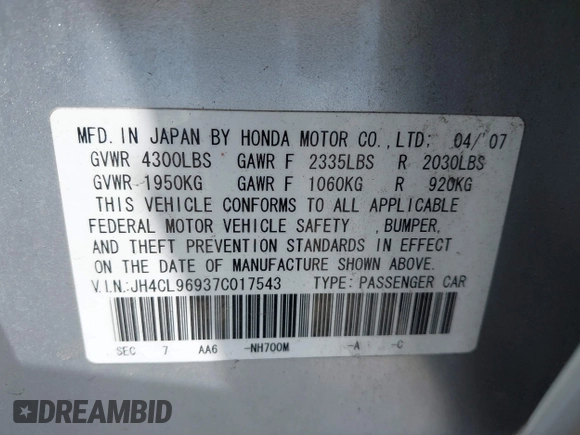 MFD. IN JAPAN BY HONDA MOTOR CO.,LTD; 04/07
GVWR 4300LBS GAWR F 2335LBS R 2030LBS
GVWR 1950KG GAWR F 1060KG R 920KG
THIS VEHICLE CONFORMS TO ALL APPLICABLE
FEDERAL MOTOR VEHICLE SAFETY ,BUMPER,
AND THEFT PREVENTION STANDARDS IN EFFECT
ON THE DATE OF MANUFACTURE SHOWN ABOVE.
V.I.N:JH4CL96937C017543 TYPE: PASSENGER CAR
SEC 7 AA6 -NH700M -A -C
DREAMBID